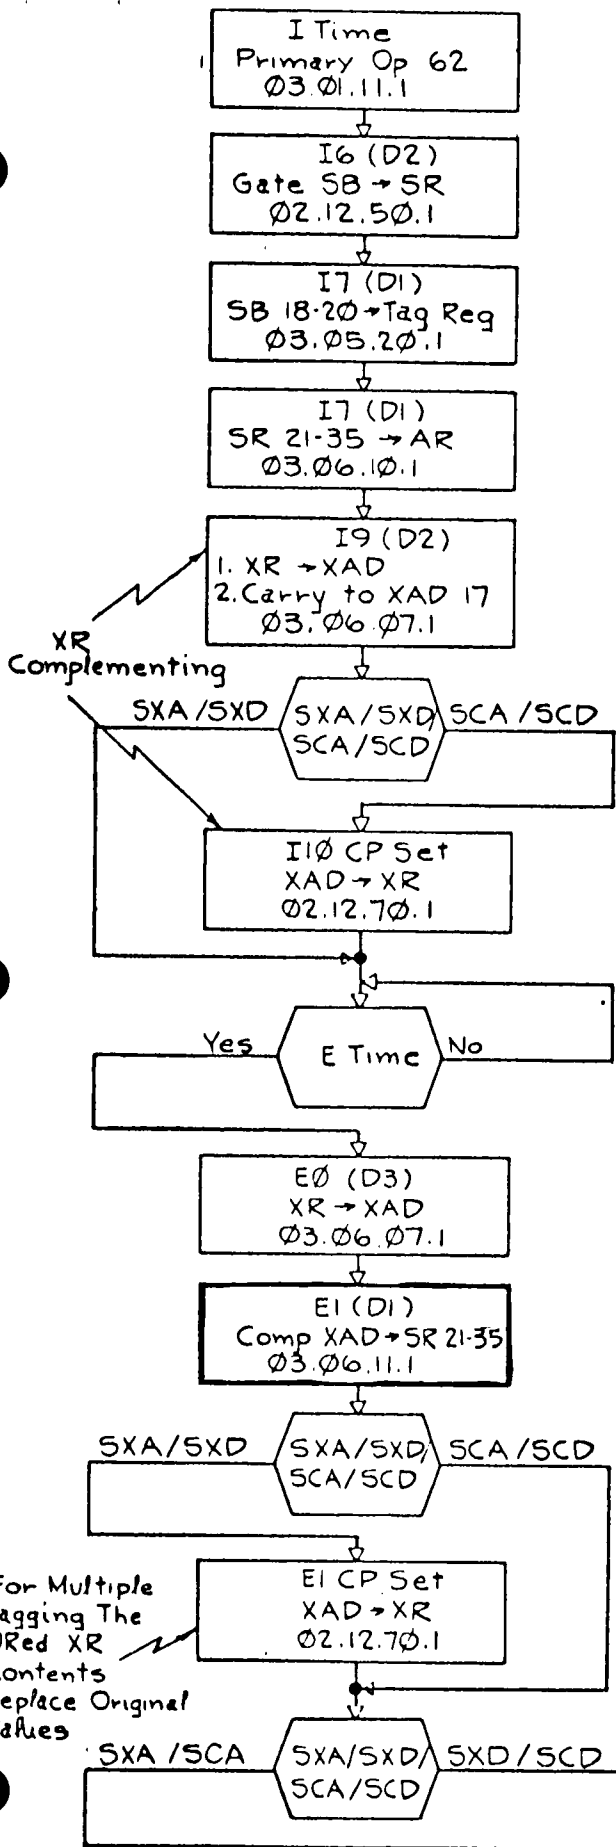 I Time
Primary Op 62
Ø3.Ø1.11.1
I6 (D2)
Gate SB → SR
Ø2.12.5Ø.1
I7 (D1)
SB 18-2Ø → Tag Reg
Ø3.Ø5.2Ø.1
I7 (D1)
SR 21-35 → AR
Ø3.Ø6.1Ø.1
I9 (D2)
1. XR → XAD
2. Carry to XAD 17
Ø3.Ø6.Ø7.1
XR
Complementing
SXA/SXD
SXA/SXD/
SCA/SCD
SCA/SCD
I1Ø CP Set
XAD → XR
Ø2.12.7Ø.1
Yes
E Time
No
EØ (D3)
XR → XAD
Ø3.Ø6.Ø7.1
E1 (D1)
Comp XAD → SR 21-35
Ø3.Ø6.11.1
SXA/SXD
SXA/SXD/
SCA/SCD
SCA/SCD
E1 CP Set
XAD → XR
Ø2.12.7Ø.1
For Multiple
agging The
Red XR
ontents
eplace Original
alues
SXA/SCA
SXA/SXD/
SCA/SCD
SXD/SCD